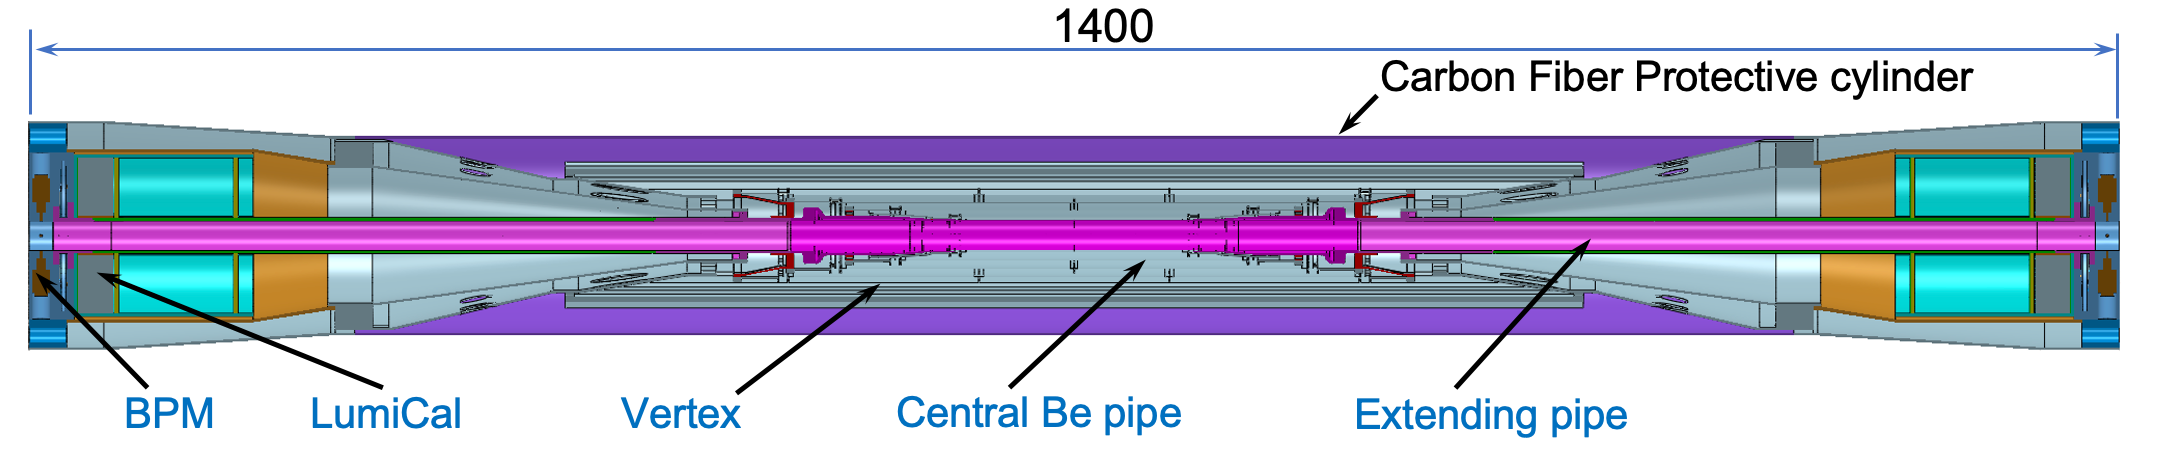 1400
Carbon Fiber Protective cylinder
BPM
LumiCal
Vertex
Central Be pipe
Extending pipe